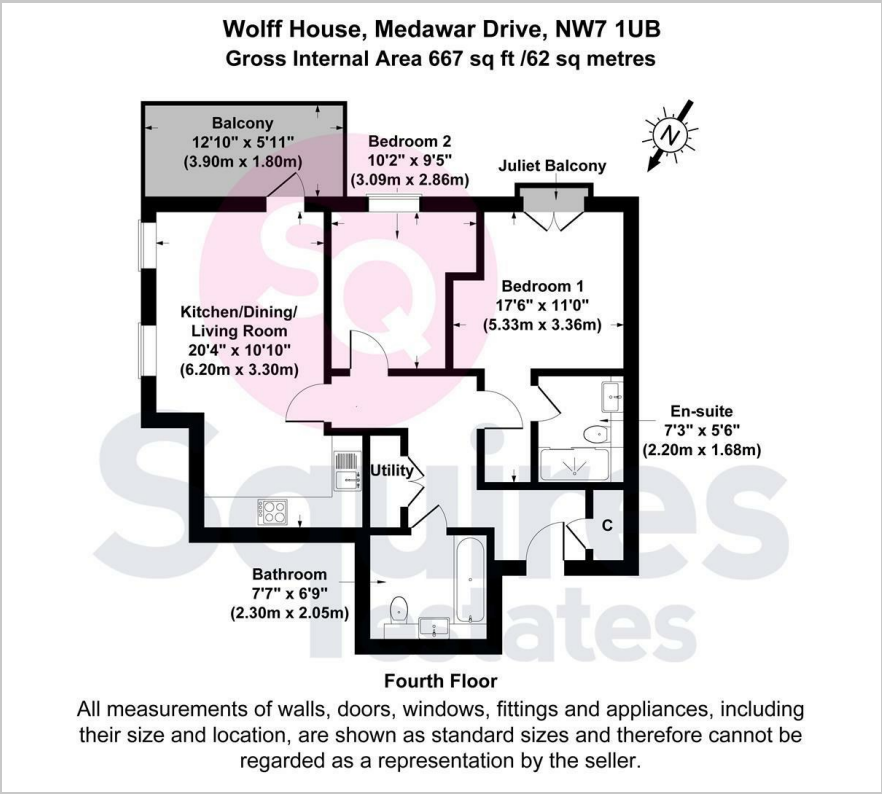 Wolff House, Medawar Drive, NW7 1UB
Gross Internal Area 667 sq ft /62 sq metres
N
Balcony
12'10" x 5'11"
(3.90m x 1.80m)
Bedroom 2
10'2" x 9'5"
(3.09m x 2.86m)
Juliet Balcony
SQ
Bedroom 1
17'6" x 11'0"
(5.33m x 3.36m)
Kitchen/Dining/
Living Room
20'4" x 10'10"
(6.20m x 3.30m)
En-suite
7'3" x 5'6"
(2.20m x 1.68m)
Utility
C
Squires
Estates
Bathroom
7'7" x 6'9"
(2.30m x 2.05m)
Fourth Floor
All measurements of walls, doors, windows, fittings and appliances, including
their size and location, are shown as standard sizes and therefore cannot be
regarded as a representation by the seller.